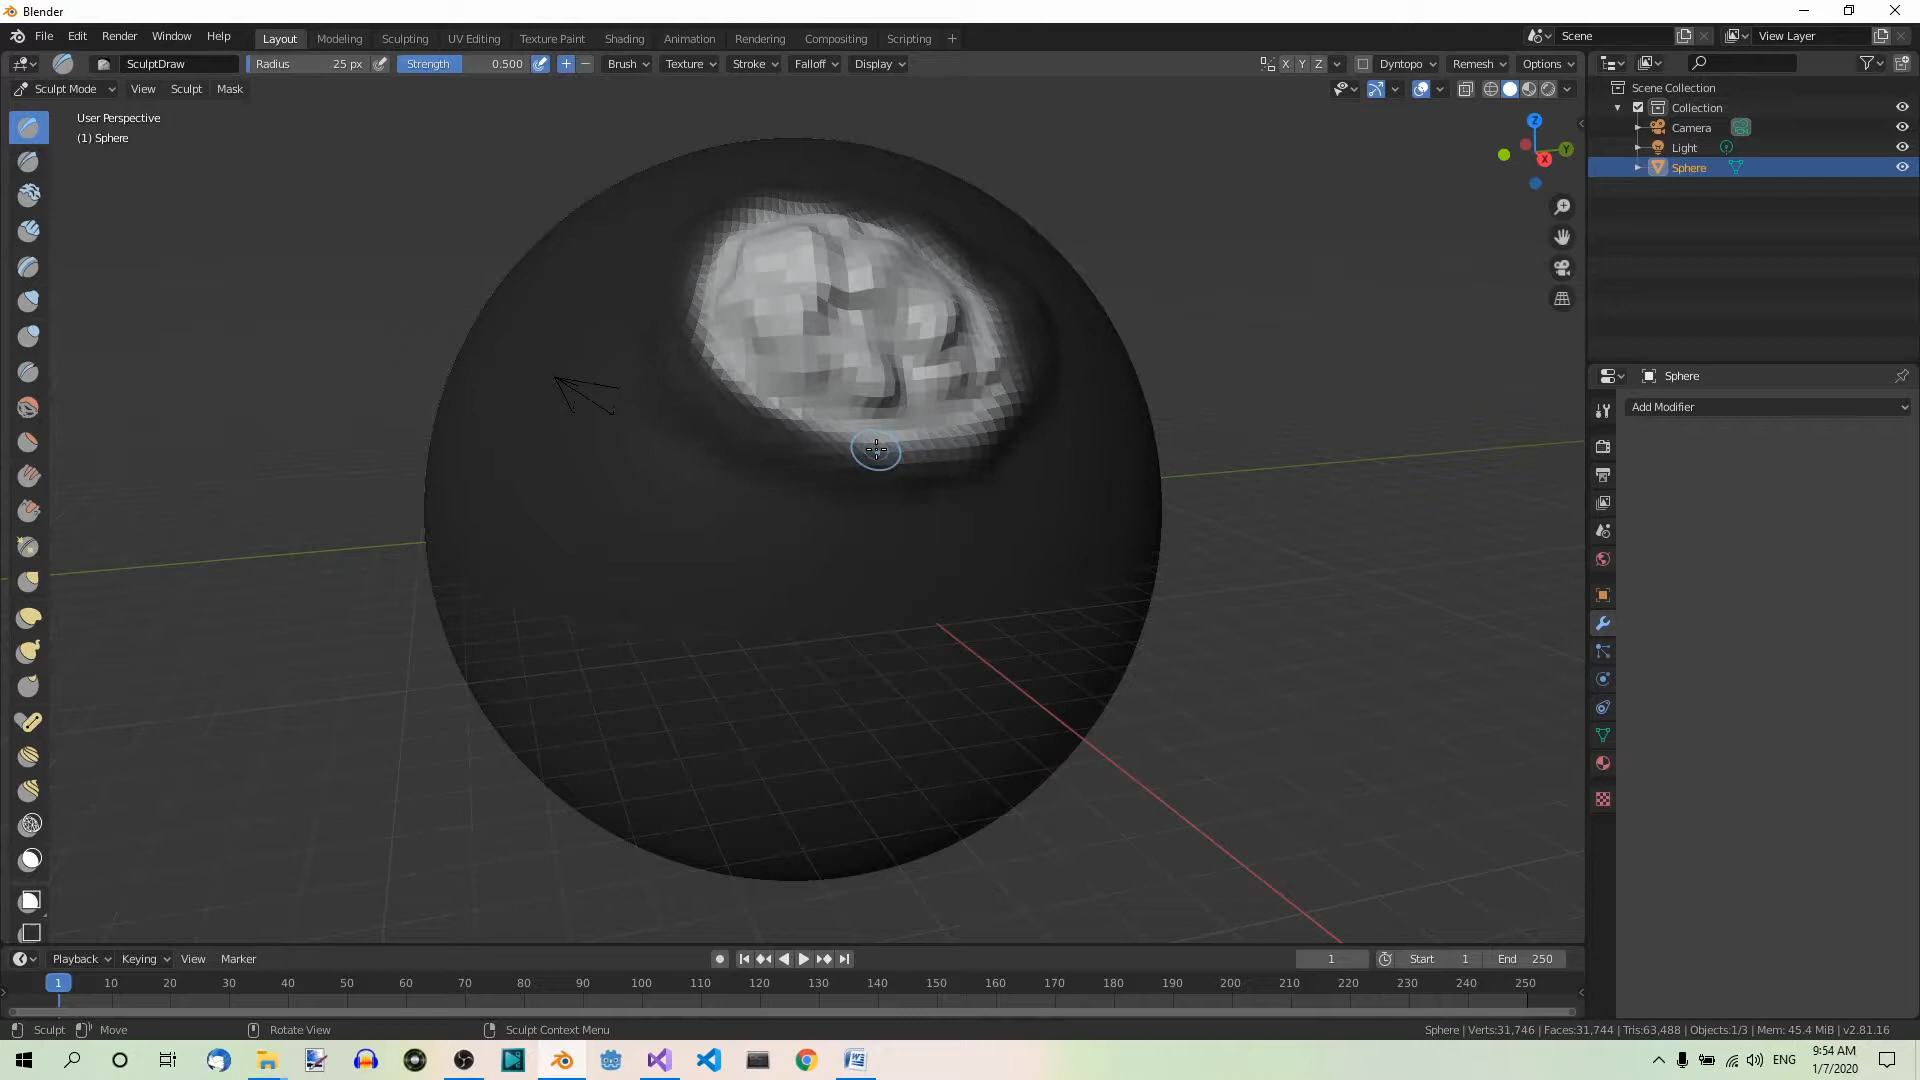 Blender
File Edit Render Window Help
Layout Modeling Sculpting UV Editing Texture Paint Shading Animation Rendering Compositing Scripting +
Scene
View Layer
SculptDraw Radius 25 px Strength 0.500 Brush Texture Stroke Falloff Display
X Y Z Dyntopo Remesh Options
Sculpt Mode View Sculpt Mask
User Perspective
(1) Sphere
Z
Y
X
Scene Collection
Collection
Camera
Light
Sphere
Sphere
Add Modifier
Playback Keying View Marker
1 Start 1 End 250
1 10 20 30 40 50 60 70 80 90 100 110 120 130 140 150 160 170 180 190 200 210 220 230 240 250
Sculpt Move Rotate View Sculpt Context Menu
Sphere | Verts:31,746 | Faces:31,744 | Tris:63,488 | Objects:1/3 | Mem: 45.4 MiB | v2.81.16
ENG
9:54 AM
1/7/2020